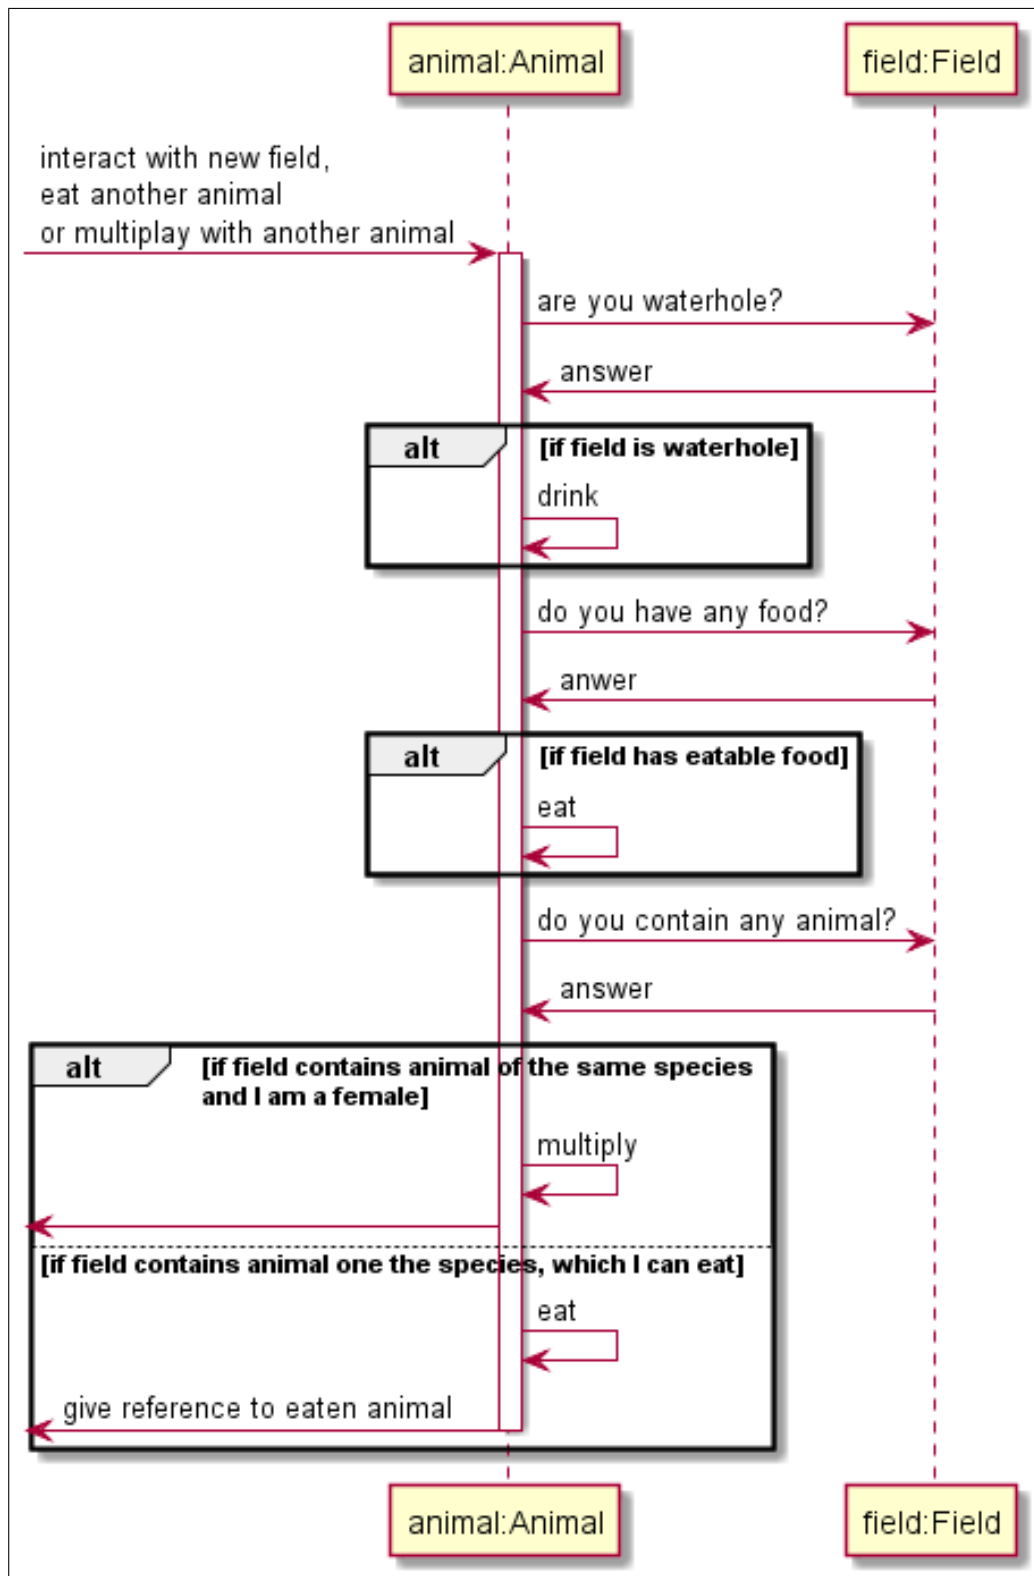 animal:Animal
field:Field
interact with new field,
eat another animal
or multiplay with another animal
are you waterhole?
answer
alt
[if field is waterhole]
drink
do you have any food?
anwer
alt
[if field has eatable food]
eat
do you contain any animal?
answer
alt
[if field contains animal of the same species
and I am a female]
multiply
[if field contains animal one the species, which I can eat]
eat
give reference to eaten animal
animal:Animal
field:Field